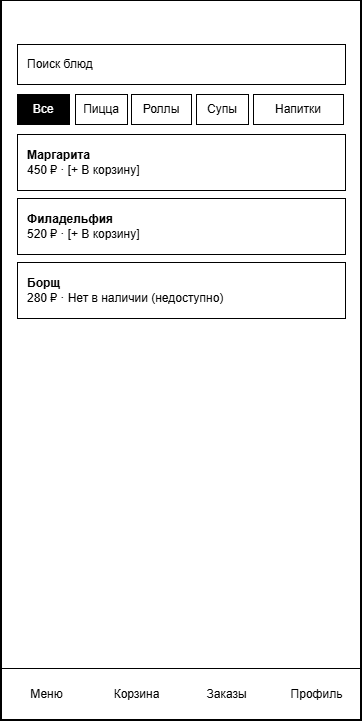 Поиск блюд
Все Пицца Роллы Супы Напитки
Маргарита
450 ₽ · [+ В корзину]
Филадельфия
520 ₽ · [+ В корзину]
Борщ
280 ₽ · Нет в наличии (недоступно)
Меню Корзина Заказы Профиль